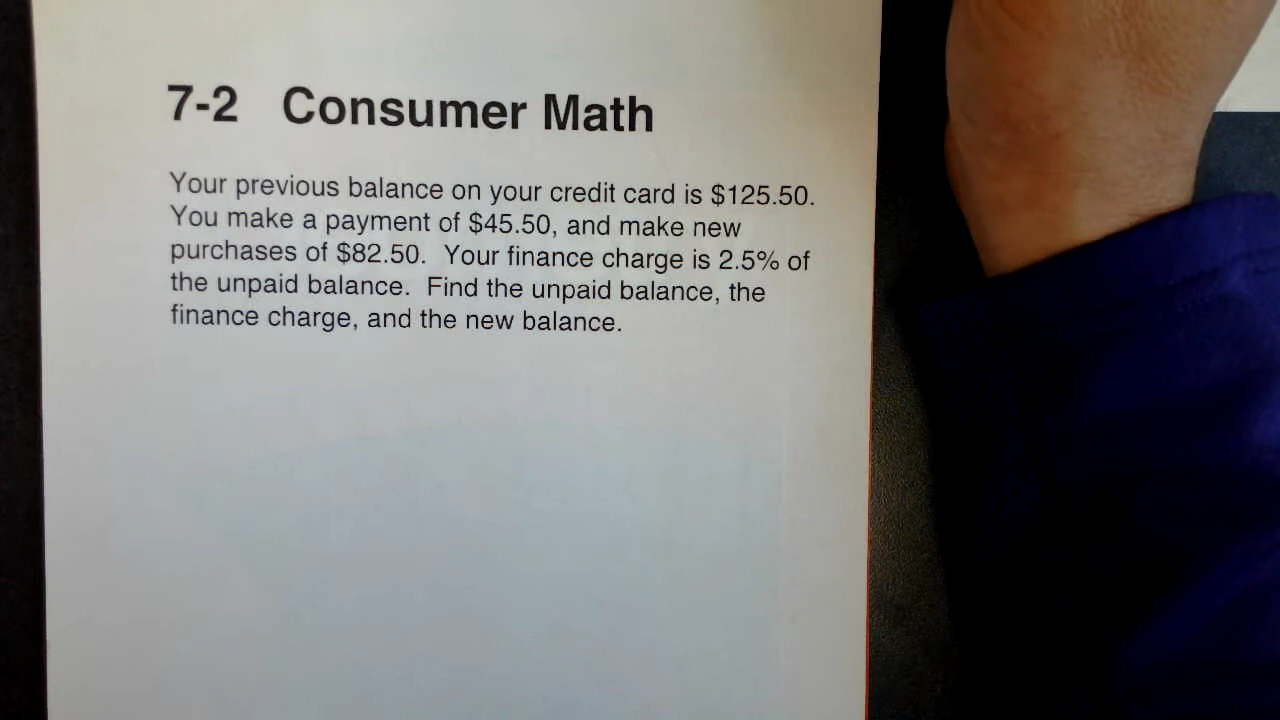 7-2 Consumer Math
Your previous balance on your credit card is $125.50.
You make a payment of $45.50, and make new
purchases of $82.50. Your finance charge is 2.5% of
the unpaid balance. Find the unpaid balance, the
finance charge, and the new balance.